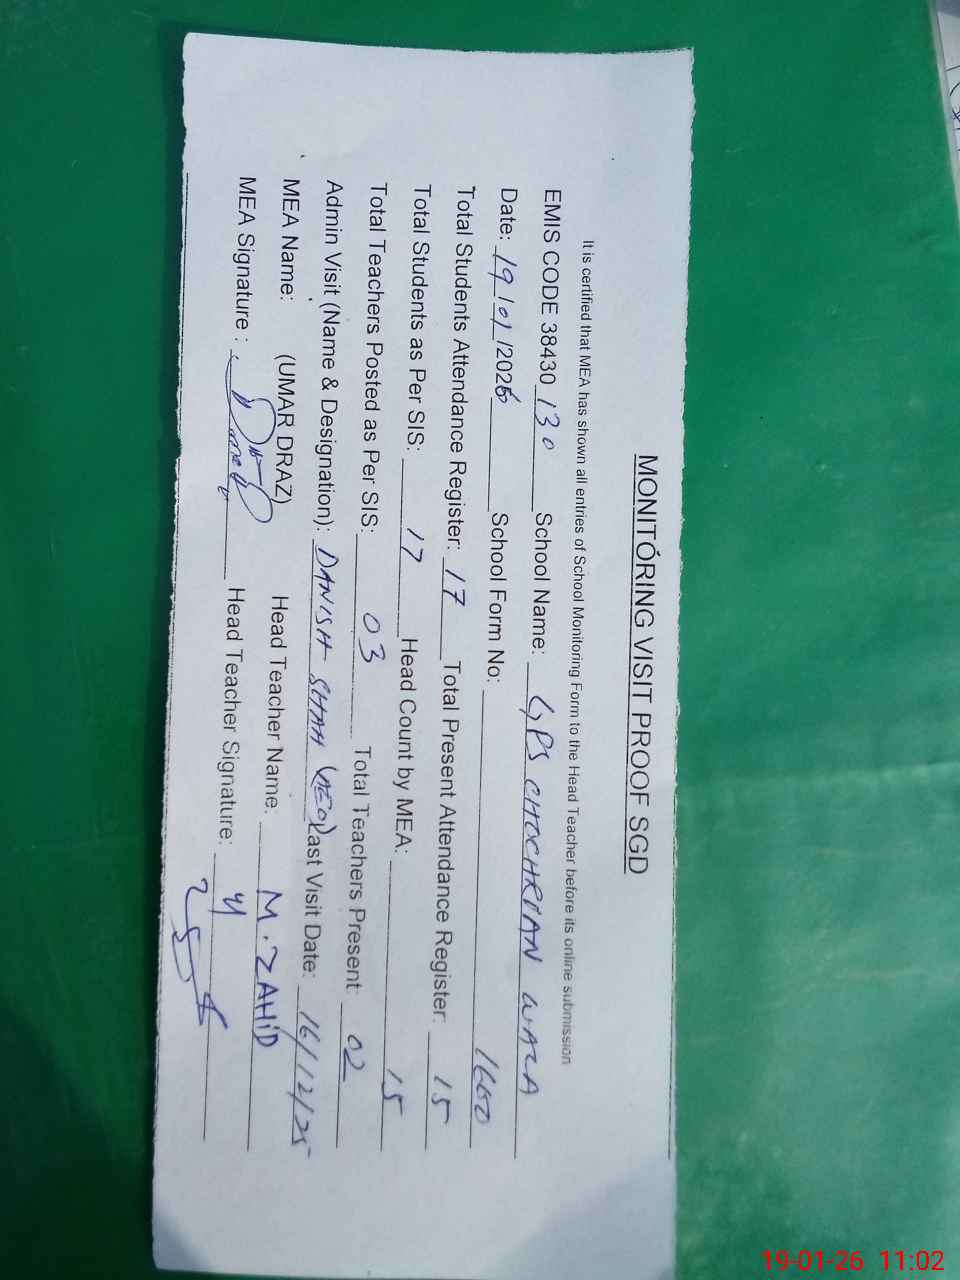 MONITORING VISIT PROOF SGD
It is certified that MEA has shown all entries of School Monitoring Form to the Head Teacher before its online submission
EMIS CODE 38430 130 School Name: GPS CHOCHRIAN WALA
Date: 19/01/2026 School Form No: 1660
Total Students Attendance Register: 17 Total Present Attendance Register: 15
Total Students as Per SIS: 17 Head Count by MEA: 15
Total Teachers Posted as Per SIS: 03 Total Teachers Present: 02
Admin Visit (Name & Designation): DANISH SHAH (AEO) Last Visit Date: 16/12/25
MEA Name: (UMAR DRAZ) Head Teacher Name: M. ZAHID
MEA Signature: Head Teacher Signature:
19-01-26 11:02